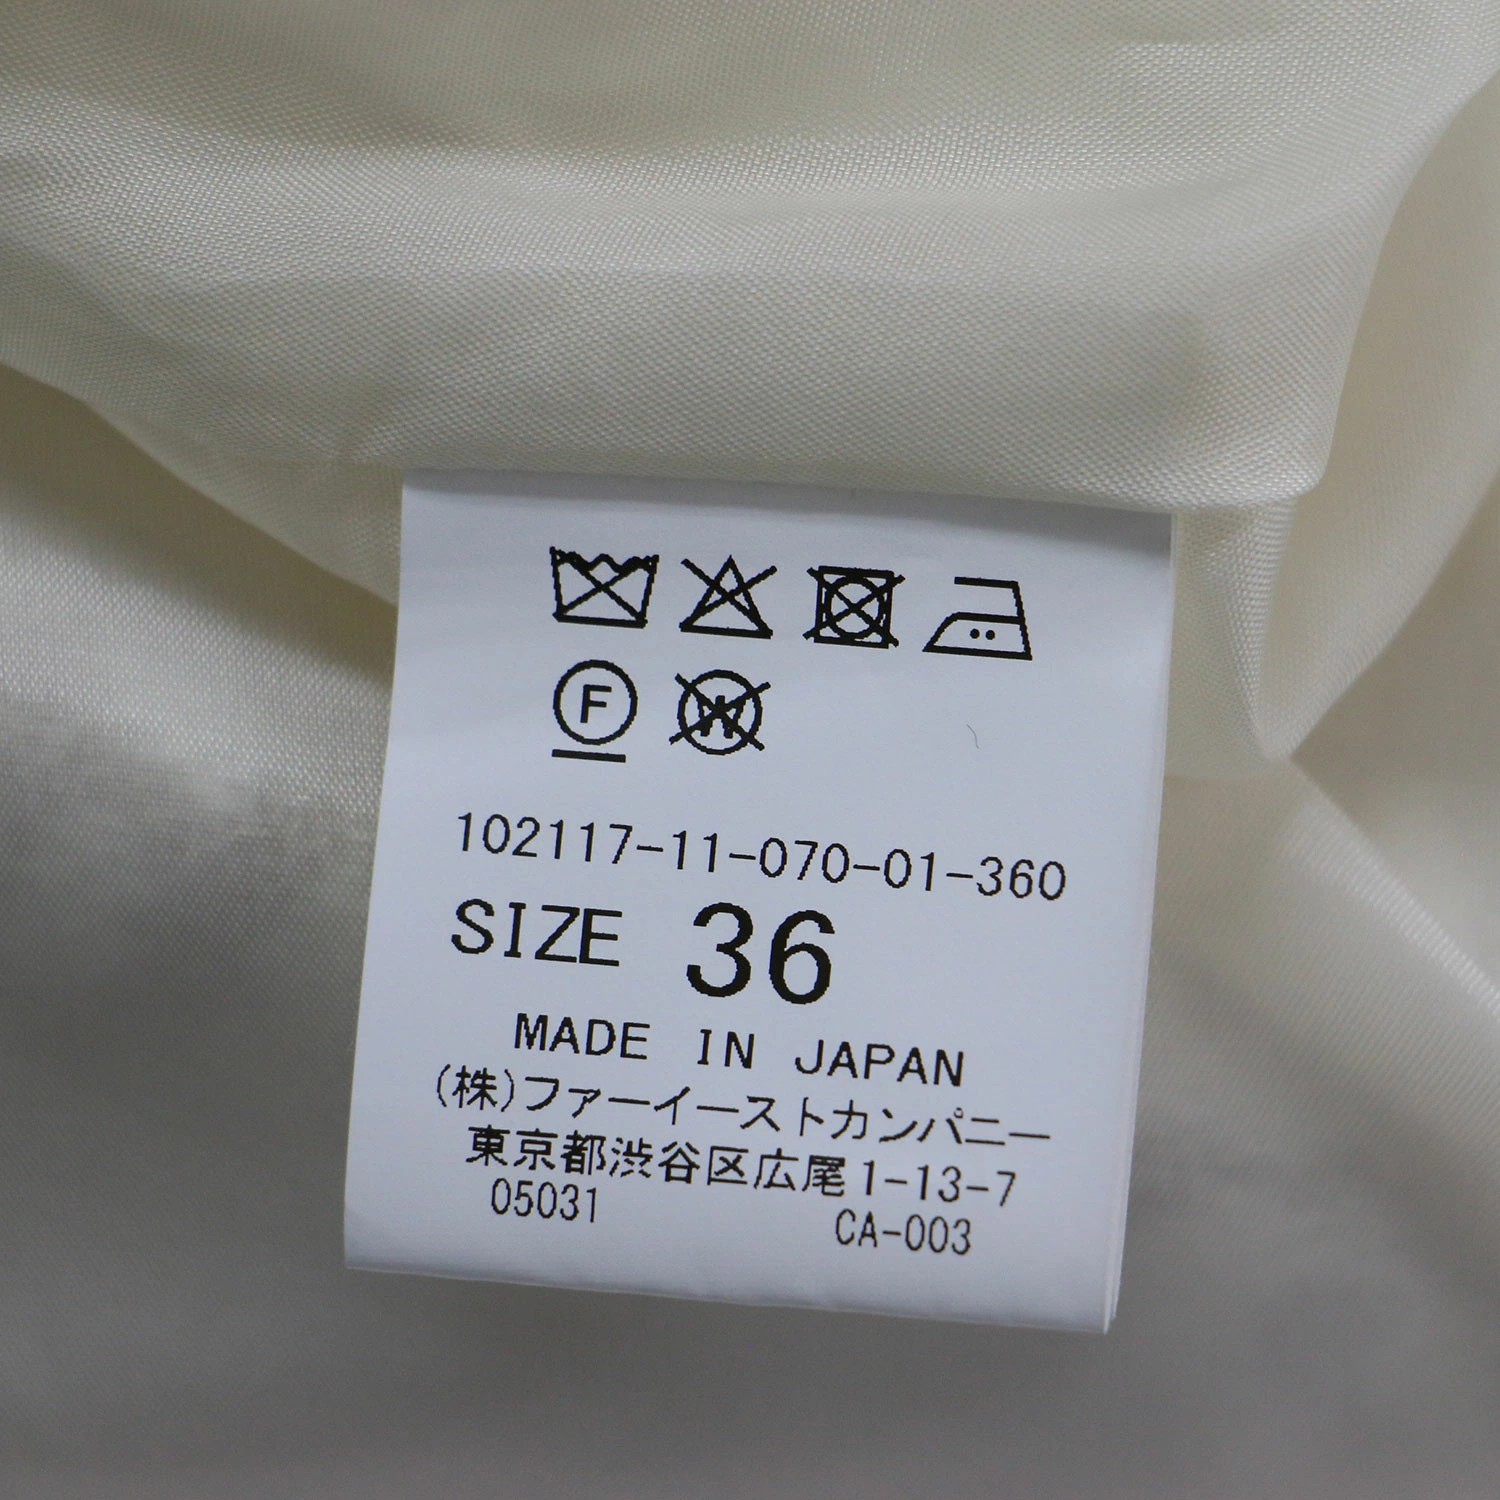 F W
102117-11-070-01-360
SIZE 36
MADE IN JAPAN
(株)ファーイーストカンパニー
東京都渋谷区広尾1-13-7
05031 CA-003